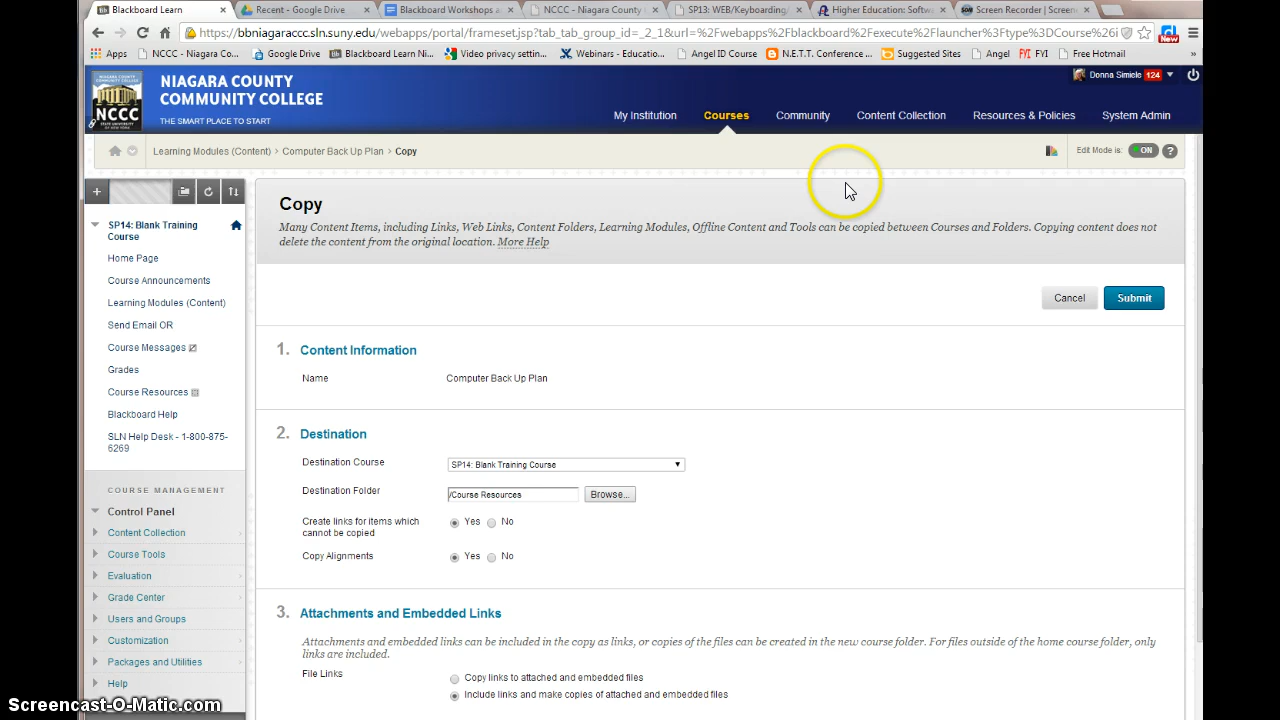 Blackboard Learn
Recent - Google Drive
Blackboard Workshops a
NCCC - Niagara County
SP13: WEB/Keyboarding
Higher Education: Softw
Screen Recorder | Screen
https://bbniagaraccc.sln.suny.edu/webapps/portal/frameset.jsp?tab_tab_group_id=_2_1&url=%2Fwebapps%2Fblackboard%2Fexecute%2Flauncher%3Ftype%3DCourse%26i
New
Apps
NCCC - Niagara Co...
Home - Google Drive
Blackboard Learn Ni...
Video privacy setting...
Webinars - Educatio...
Angel ID Course
N.E.T.T. Conference ...
Suggested Sites
Angel
FYI FVI
Free Hotmail
»
NCCC
NIAGARA COUNTY
COMMUNITY COLLEGE
THE SMART PLACE TO START
Donna Simiele 124
My Institution
Courses
Community
Content Collection
Resources & Policies
System Admin
Learning Modules (Content) > Computer Back Up Plan > Copy
Edit Mode is: ON ?
SP14: Blank Training
Course
Home Page
Course Announcements
Learning Modules (Content)
Send Email OR
Course Messages
Grades
Course Resources
Blackboard Help
SLN Help Desk - 1-800-875-
6269
COURSE MANAGEMENT
Control Panel
Content Collection
Course Tools
Evaluation
Grade Center
Users and Groups
Customization
Packages and Utilities
Help
Copy
Many Content Items, including Links, Web Links, Content Folders, Learning Modules, Offline Content and Tools can be copied between Courses and Folders. Copying content does not
delete the content from the original location. More Help
Cancel
Submit
1. Content Information
Name Computer Back Up Plan
2. Destination
Destination Course SP14: Blank Training Course
Destination Folder /Course Resources Browse...
Create links for items which
cannot be copied
Yes No
Copy Alignments Yes No
3. Attachments and Embedded Links
Attachments and embedded links can be included in the copy as links, or copies of the files can be created in the new course folder. For files outside of the home course folder, only
links are included.
File Links Copy links to attached and embedded files
Include links and make copies of attached and embedded files
Screencast-O-Matic.com